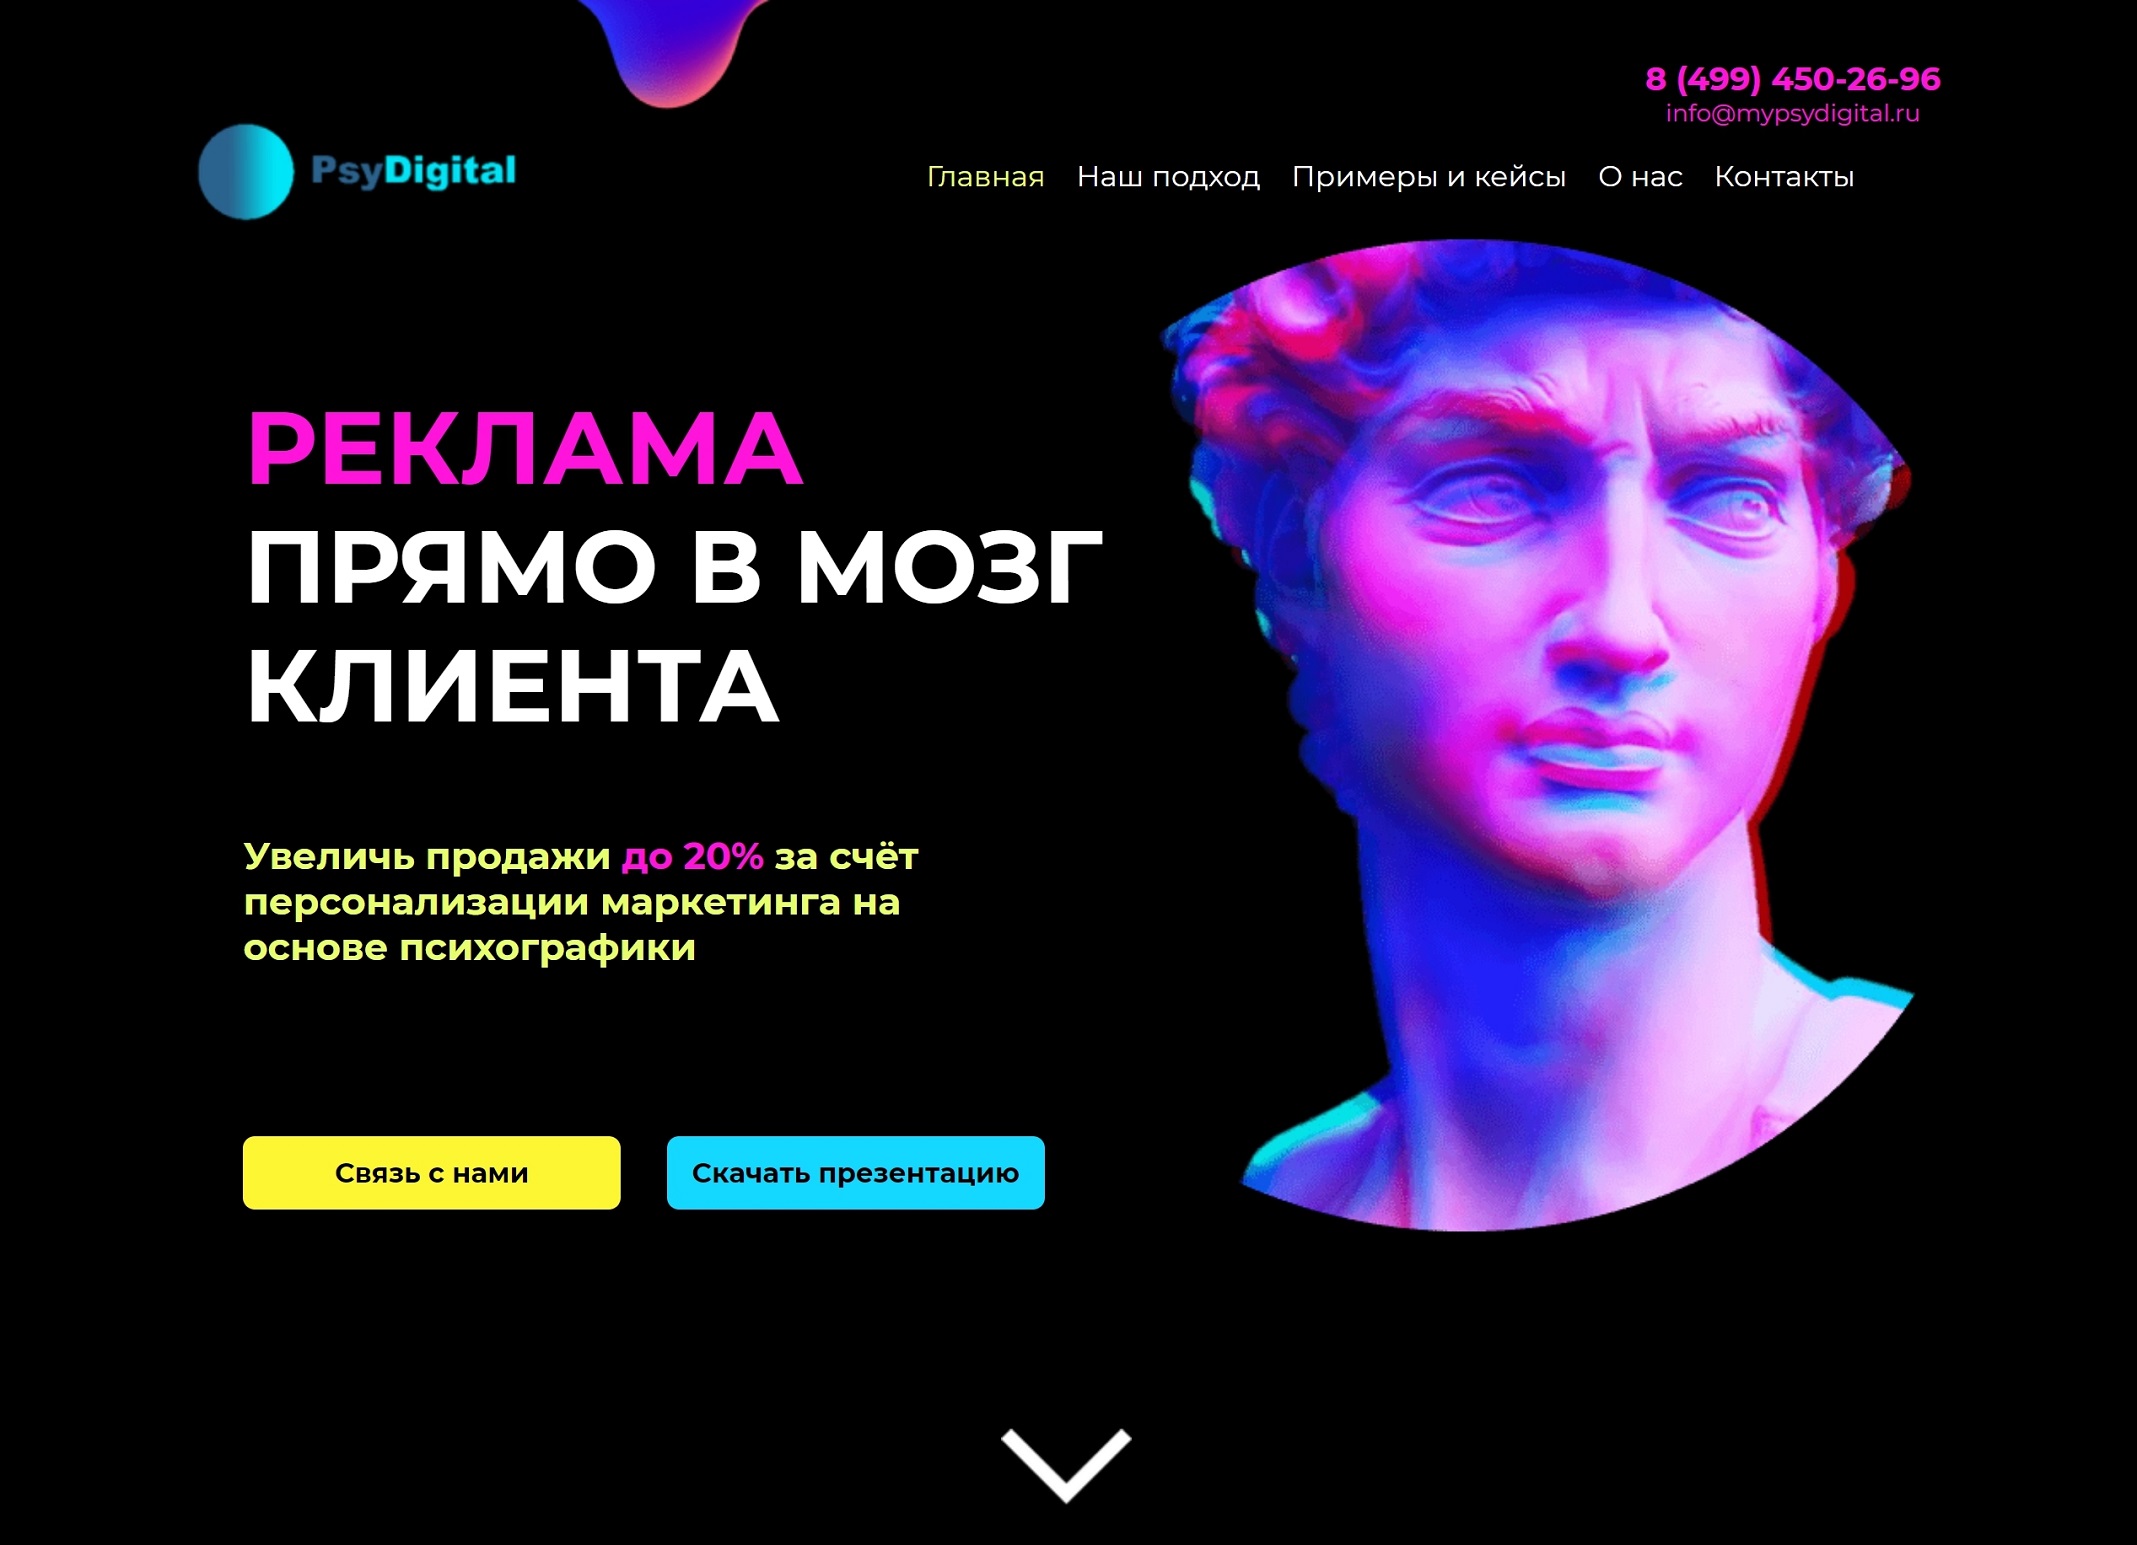 8 (499) 450-26-96
info@mypsydigital.ru
PsyDigital
Главная Наш подход Примеры и кейсы О нас Контакты
РЕКЛАМА
ПРЯМО В МОЗГ
КЛИЕНТА
Увеличь продажи до 20% за счёт
персонализации маркетинга на
основе психографики
Связь с нами Скачать презентацию